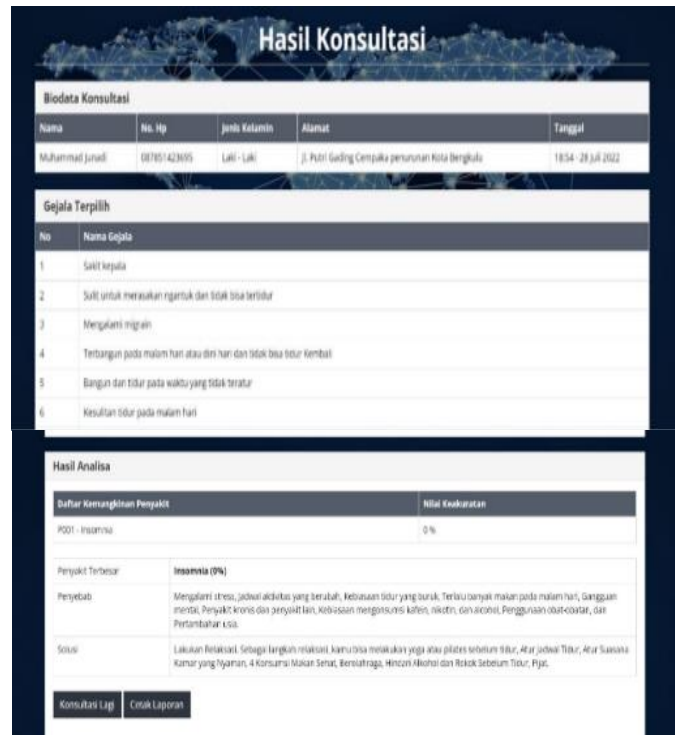 Hasil Konsultasi
Biodata Konsultasi
Nama No. Hp Jenis Kelamin Alamat Tanggal
Muhammad Junadi 087851423695 Laki - Laki Jl. Putri Gading Cempaka penurunan Kota Bengkulu 18:54 - 28 Juli 2022
Gejala Terpilih
No Nama Gejala
1 Sakit kepala
2 Sulit untuk merasakan ngantuk dan tidak bisa tertidur
3 Mengalami migrain
4 Terbangun pada malam hari atau dini hari dan tidak bisa tidur Kembali
5 Bangun dan tidur pada waktu yang tidak teratur
6 Kesulitan tidur pada malam hari
Hasil Analisa
Daftar Kemungkinan Penyakit Nilai Keakuratan
P001 - Insomnia 0 %
Penyakit Terbesar Insomnia (0%)
Penyebab Mengalami stress, Jadwal aktivitas yang berubah, Kebiasaan tidur yang buruk, Terlalu banyak makan pada malam hari, Gangguan
mental, Penyakit kronis dan penyakit lain, Kebiasaan mengonsumsi kafein, nikotin, dan alcohol, Penggunaan obat-obatan, dan
Pertambahan usia.
Solusi Lakukan Relaksasi. Sebagai langkah relaksasi, kamu bisa melakukan yoga atau pilates sebelum tidur, Atur Jadwal Tidur, Atur Suasana
Kamar yang Nyaman, 4 Konsumsi Makan Sehat, Berolahraga, Hindari Alkohol dan Rokok Sebelum Tidur, Pijat.
Konsultasi Lagi Cetak Laporan